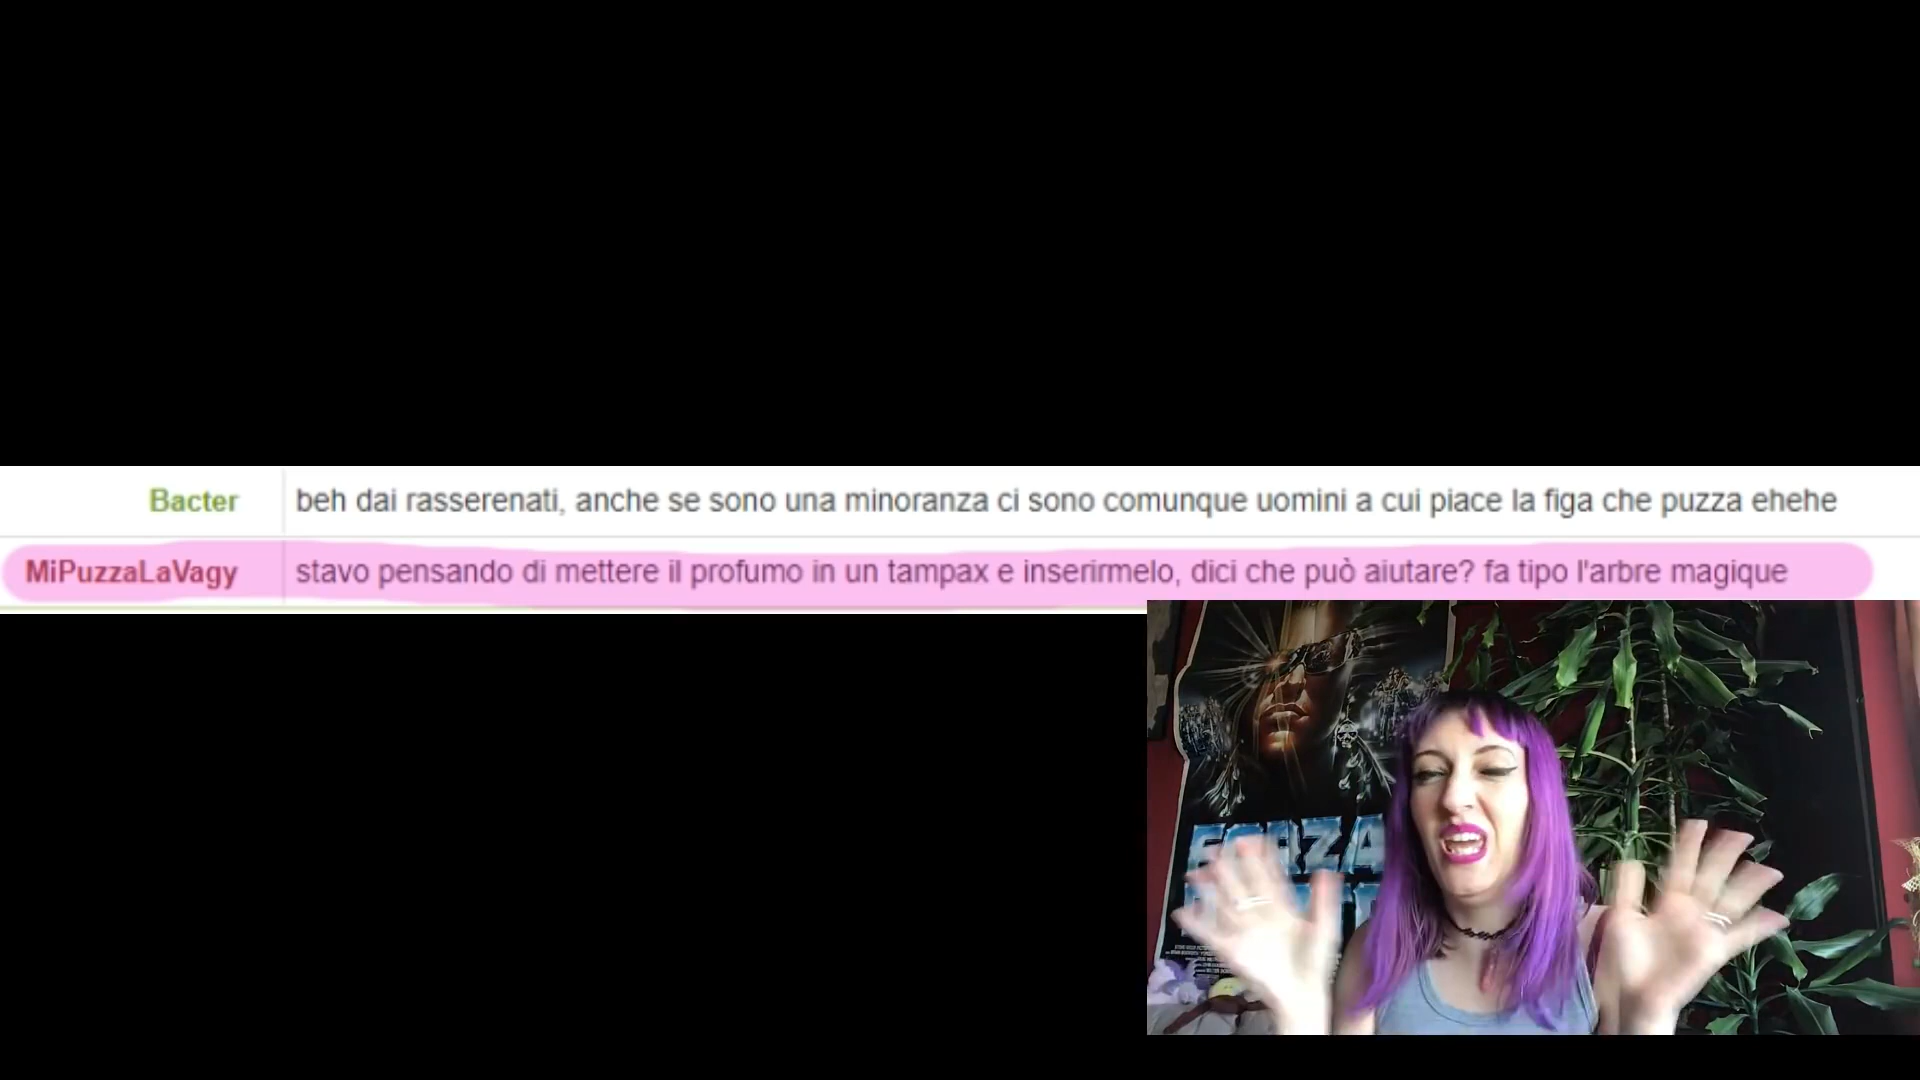 Bacter beh dai rasserenati, anche se sono una minoranza ci sono comunque uomini a cui piace la figa che puzza ehehe
MiPuzzaLaVagy stavo pensando di mettere il profumo in un tampax e inserirmelo, dici che può aiutare? fa tipo l'arbre magique
FORZA